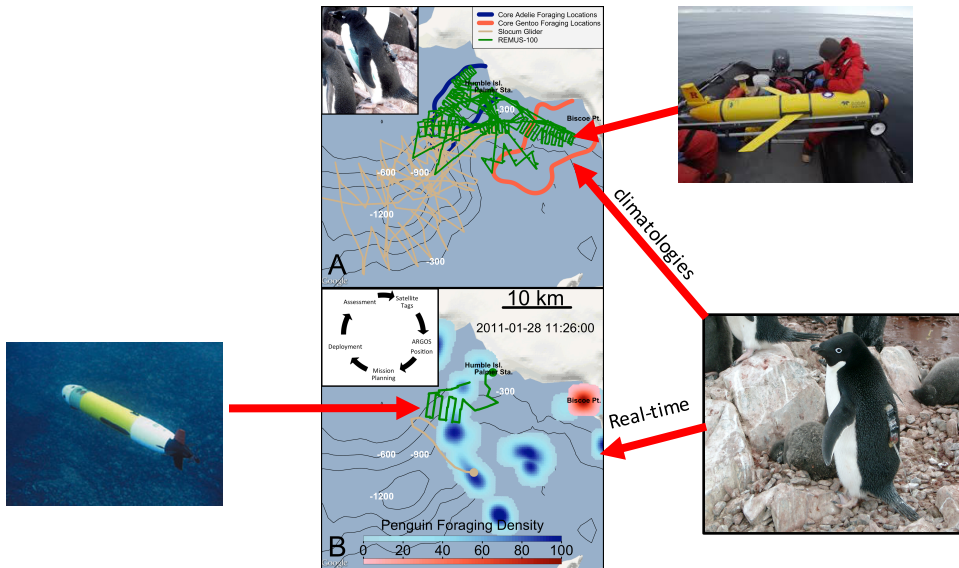 Core Adelie Foraging Locations
Core Gentoo Foraging Locations
Slocum Glider
REMUS-100
Humble Isl.
Palmer Sta.
-300
Biscoe Pt.
-600
-900
-1200
-300
A
Google
climatologies
10 km
2011-01-28 11:26:00
Assessment
Satellite
Tags
ARGOS
Position
Mission
Planning
Deployment
Humble Isl.
Palmer Sta.
-300
Biscoe Pt.
-600
-900
-1200
Real-time
Penguin Foraging Density
B
0 20 40 60 80 100
Google